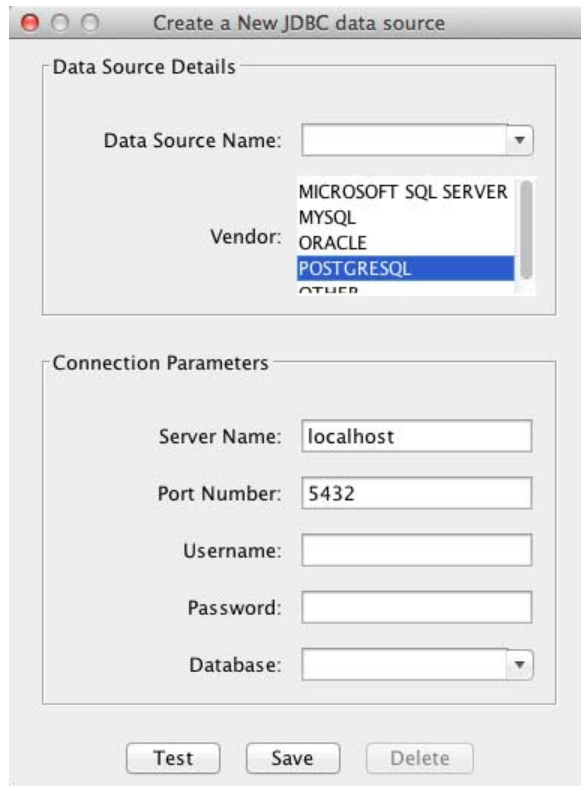 Create a New JDBC data source
Data Source Details
Data Source Name:
Vendor:
MICROSOFT SQL SERVER
MYSQL
ORACLE
POSTGRESQL
OTHER
Connection Parameters
Server Name: localhost
Port Number: 5432
Username:
Password:
Database:
Test Save Delete